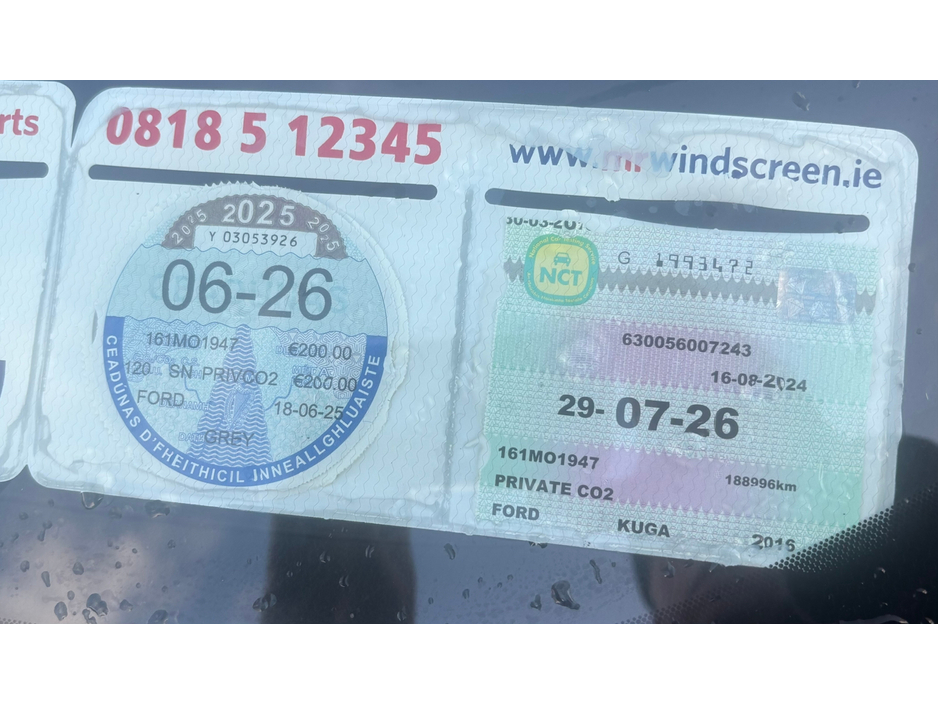 rts
0818 5 12345
www.mrwindscreen.ie
2025 2025 2025
Y 03053926
06-26
161MO1947 €200.00
120 SN PRIVCO2 €200.00
FORD 18-06-25
GREY
CEADUNAS D'FHEITHICIL INNEALLGHLUAISTE
NCT
G 1993472
630056007243
16-08-2024
29- 07-26
161MO1947
188996km
PRIVATE CO2
FORD KUGA 2016